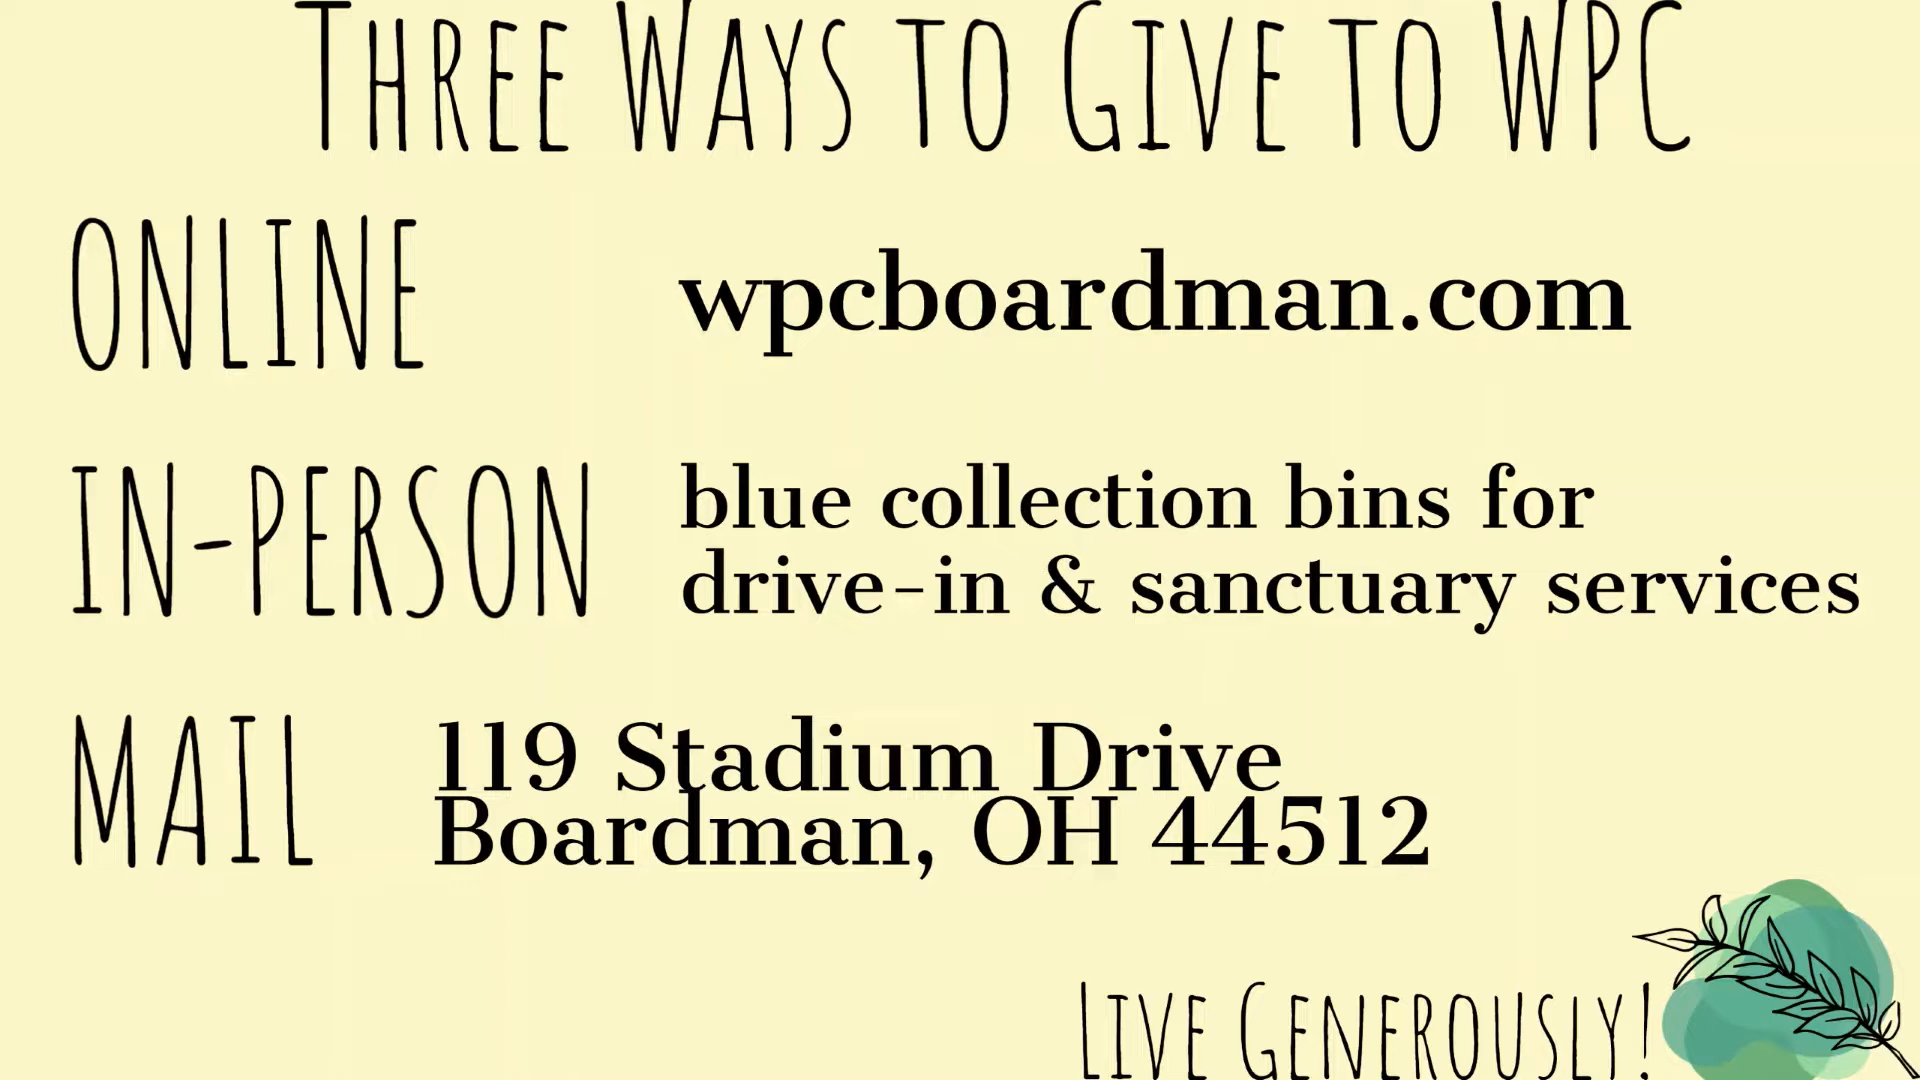 THREE WAYS TO GIVE TO WPC
ONLINE
wpcboardman.com
IN-PERSON
blue collection bins for
drive-in & sanctuary services
MAIL
119 Stadium Drive
Boardman, OH 44512
LIVE GENEROUSLY!